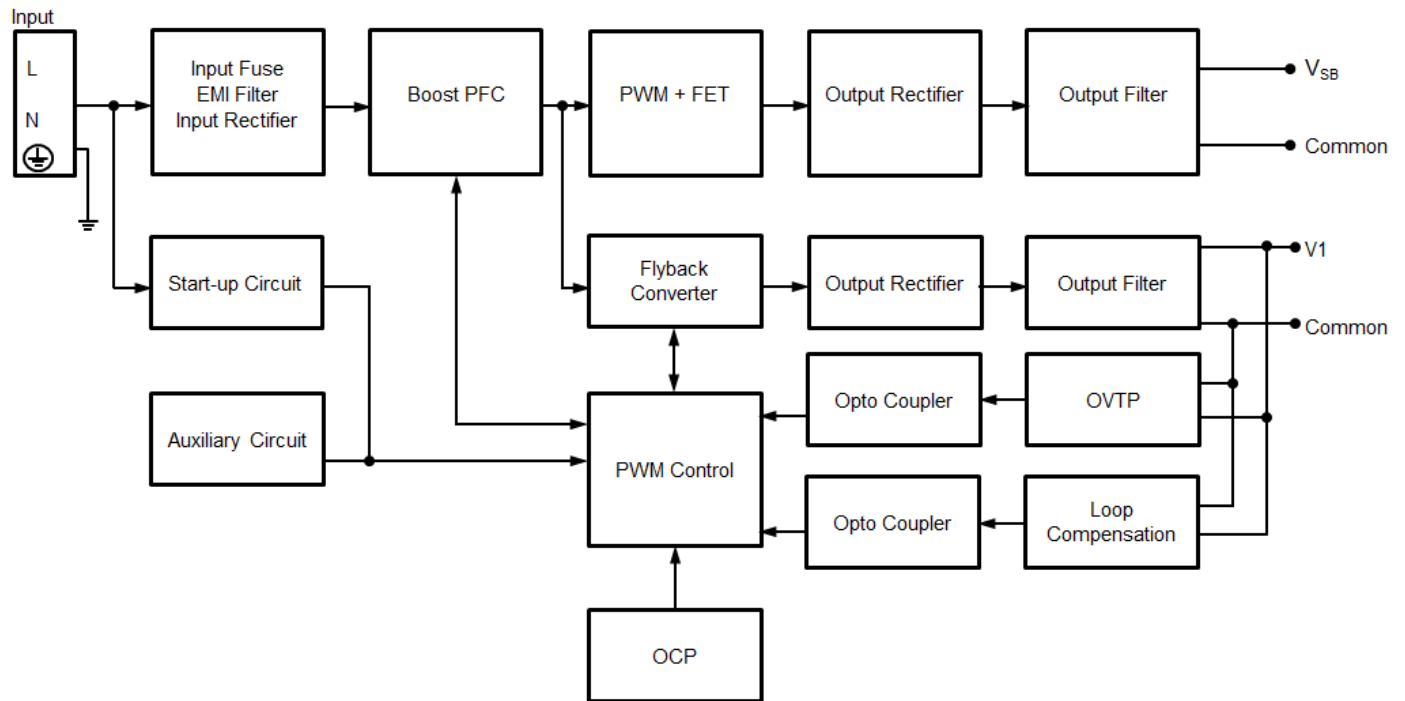 Input
L
N
Input Fuse
EMI Filter
Input Rectifier
Boost PFC
PWM + FET
Output Rectifier
Output Filter
VSB
Common
Start-up Circuit
Flyback
Converter
Output Rectifier
Output Filter
V1
Common
Auxiliary Circuit
PWM Control
Opto Coupler
OVTP
Opto Coupler
Loop
Compensation
OCP